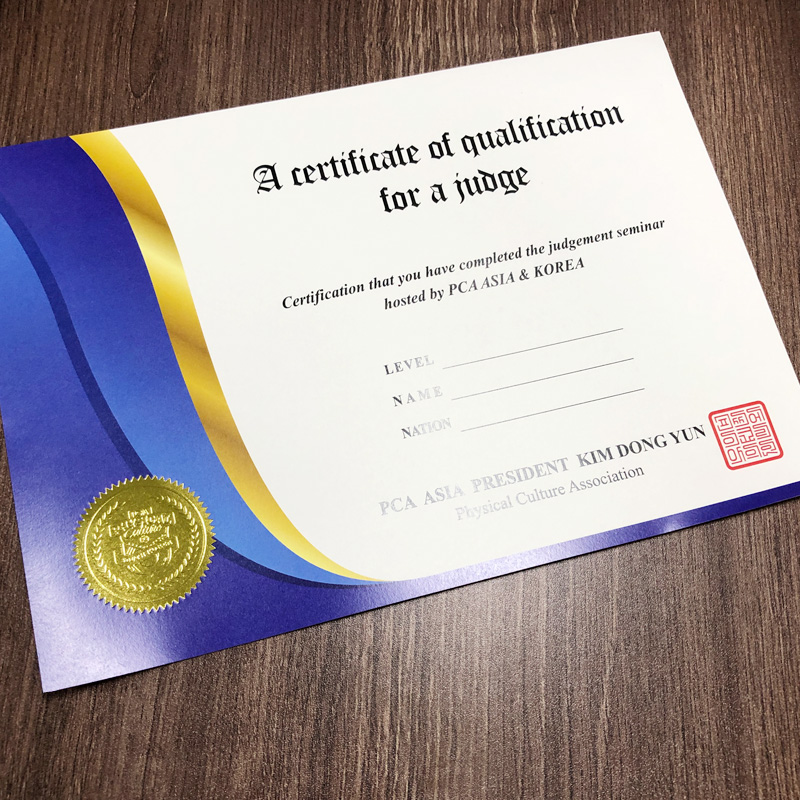 A certificate of qualification
for a judge
Certification that you have completed the judgement seminar
hosted by PCA ASIA & KOREA
LEVEL
NAME
NATION
PCA ASIA PRESIDENT KIM DONG YUN
Physical Culture Association